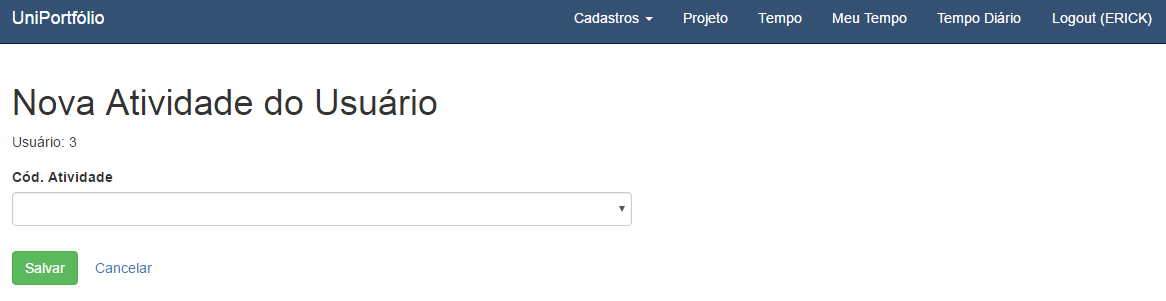 UniPortfólio Cadastros Projeto Tempo Meu Tempo Tempo Diário Logout (ERICK)
Nova Atividade do Usuário
Usuário: 3
Cód. Atividade
Salvar Cancelar